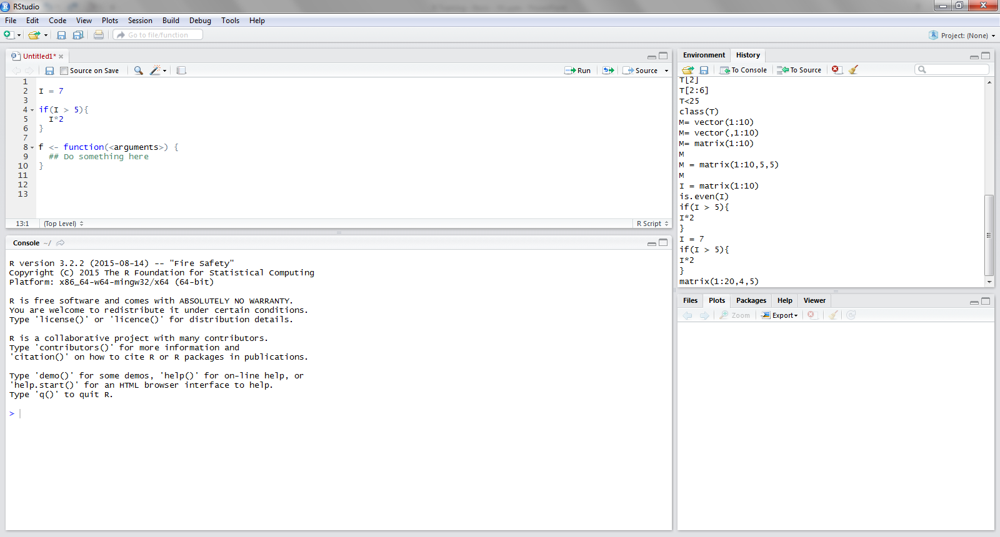 RStudio
File Edit Code View Plots Session Build Debug Tools Help
Go to file/function
Project: (None)
Untitled1*
Source on Save
Run
Source
1
2 I = 7
3
4 if(I > 5){
5   I*2
6 }
7
8 f <- function(<arguments>) {
9   ## Do something here
10 }
11
12
13
13:1 (Top Level) R Script
Console ~/
R version 3.2.2 (2015-08-14) -- "Fire Safety"
Copyright (C) 2015 The R Foundation for Statistical Computing
Platform: x86_64-w64-mingw32/x64 (64-bit)
R is free software and comes with ABSOLUTELY NO WARRANTY.
You are welcome to redistribute it under certain conditions.
Type 'license()' or 'licence()' for distribution details.
R is a collaborative project with many contributors.
Type 'contributors()' for more information and
'citation()' on how to cite R or R packages in publications.
Type 'demo()' for some demos, 'help()' for on-line help, or
'help.start()' for an HTML browser interface to help.
Type 'q()' to quit R.
>
Environment History
To Console To Source
T[2]
T[2:6]
T<25
class(T)
M= vector(1:10)
M= vector(,1:10)
M= matrix(1:10)
M
M = matrix(1:10,5,5)
M
I = matrix(1:10)
is.even(I)
if(I > 5){
I*2
}
I = 7
if(I > 5){
I*2
}
matrix(1:20,4,5)
Files Plots Packages Help Viewer
Zoom Export